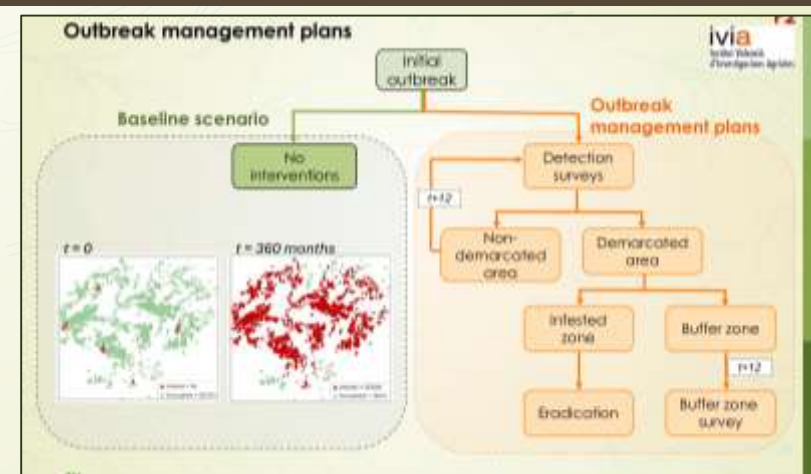 Outbreak management plans
ivia
Initial
outbreak
Baseline scenario
Outbreak
management plans
No
interventions
Detection
surveys
t+12
Non-
demarcated
area
Demarcated
area
t = 0
t = 360 months
Infested
zone
Buffer zone
t+12
Eradication
Buffer zone
survey